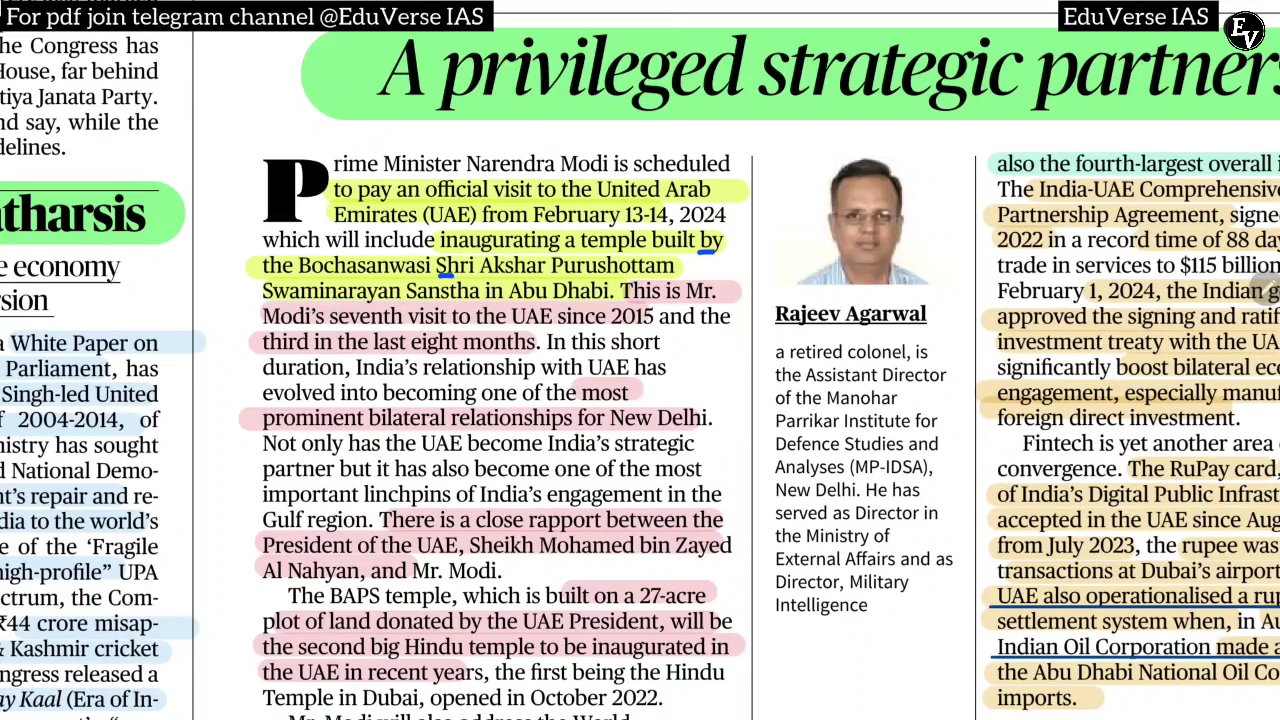 For pdf join telegram channel @EduVerse IAS
EduVerse IAS
EV
he Congress has
House, far behind
tiya Janata Party.
nd say, while the
delines.
atharsis
e economy
rsion
a White Paper on
Parliament, has
Singh-led United
f 2004-2014, of
nistry has sought
d National Demo-
nt's repair and re-
dia to the world's
e of the ‘Fragile
high-profile” UPA
ectrum, the Com-
₹44 crore misap-
& Kashmir cricket
ongress released a
ay Kaal (Era of In-
A privileged strategic partners
Prime Minister Narendra Modi is scheduled
to pay an official visit to the United Arab
Emirates (UAE) from February 13-14, 2024
which will include inaugurating a temple built by
the Bochasanwasi Shri Akshar Purushottam
Swaminarayan Sanstha in Abu Dhabi. This is Mr.
Modi's seventh visit to the UAE since 2015 and the
third in the last eight months. In this short
duration, India's relationship with UAE has
evolved into becoming one of the most
prominent bilateral relationships for New Delhi.
Not only has the UAE become India's strategic
partner but it has also become one of the most
important linchpins of India's engagement in the
Gulf region. There is a close rapport between the
President of the UAE, Sheikh Mohamed bin Zayed
Al Nahyan, and Mr. Modi.
The BAPS temple, which is built on a 27-acre
plot of land donated by the UAE President, will be
the second big Hindu temple to be inaugurated in
the UAE in recent years, the first being the Hindu
Temple in Dubai, opened in October 2022.
Mr. Modi will also address the World
Rajeev Agarwal
a retired colonel, is
the Assistant Director
of the Manohar
Parrikar Institute for
Defence Studies and
Analyses (MP-IDSA),
New Delhi. He has
served as Director in
the Ministry of
External Affairs and as
Director, Military
Intelligence
also the fourth-largest overall i
The India-UAE Comprehensive
Partnership Agreement, signe
2022 in a record time of 88 day
trade in services to $115 billion
February 1, 2024, the Indian g
approved the signing and ratif
investment treaty with the UA
significantly boost bilateral eco
engagement, especially manuf
foreign direct investment.
Fintech is yet another area
convergence. The RuPay card,
of India's Digital Public Infrast
accepted in the UAE since Aug
from July 2023, the rupee was
transactions at Dubai's airport
UAE also operationalised a rup
settlement system when, in Au
Indian Oil Corporation made a
the Abu Dhabi National Oil Co
imports.